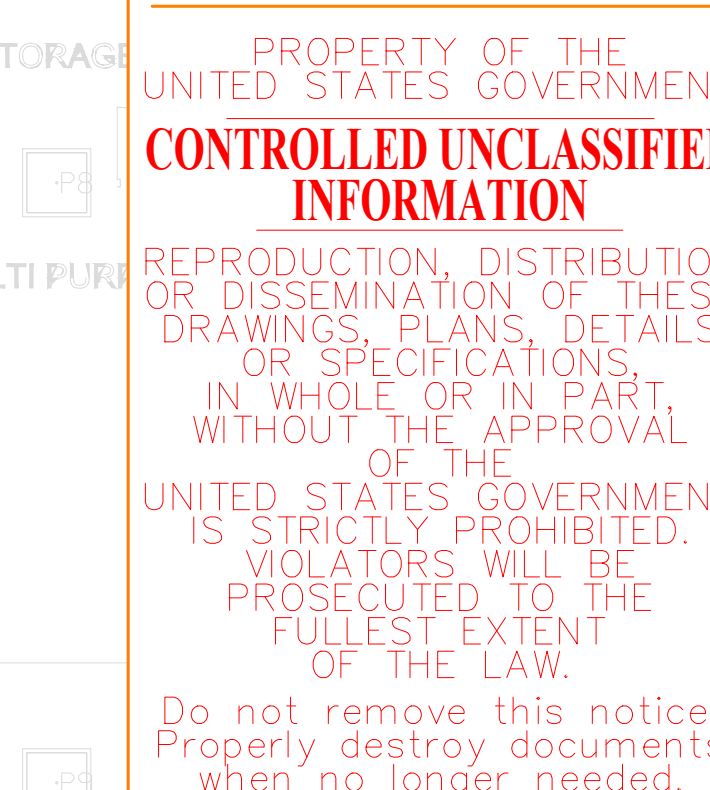 TORAGE
P8
LTI PURP
P9
PROPERTY OF THE
UNITED STATES GOVERNMEN
CONTROLLED UNCLASSIFIE
INFORMATION
REPRODUCTION, DISTRIBUTIO
OR DISSEMINATION OF THES
DRAWINGS, PLANS, DETAILS
OR SPECIFICATIONS,
IN WHOLE OR IN PART,
WITHOUT THE APPROVAL
OF THE
UNITED STATES GOVERNMEN
IS STRICTLY PROHIBITED.
VIOLATORS WILL BE
PROSECUTED TO THE
FULLEST EXTENT
OF THE LAW.
Do not remove this notice
Properly destroy documents
when no longer needed.